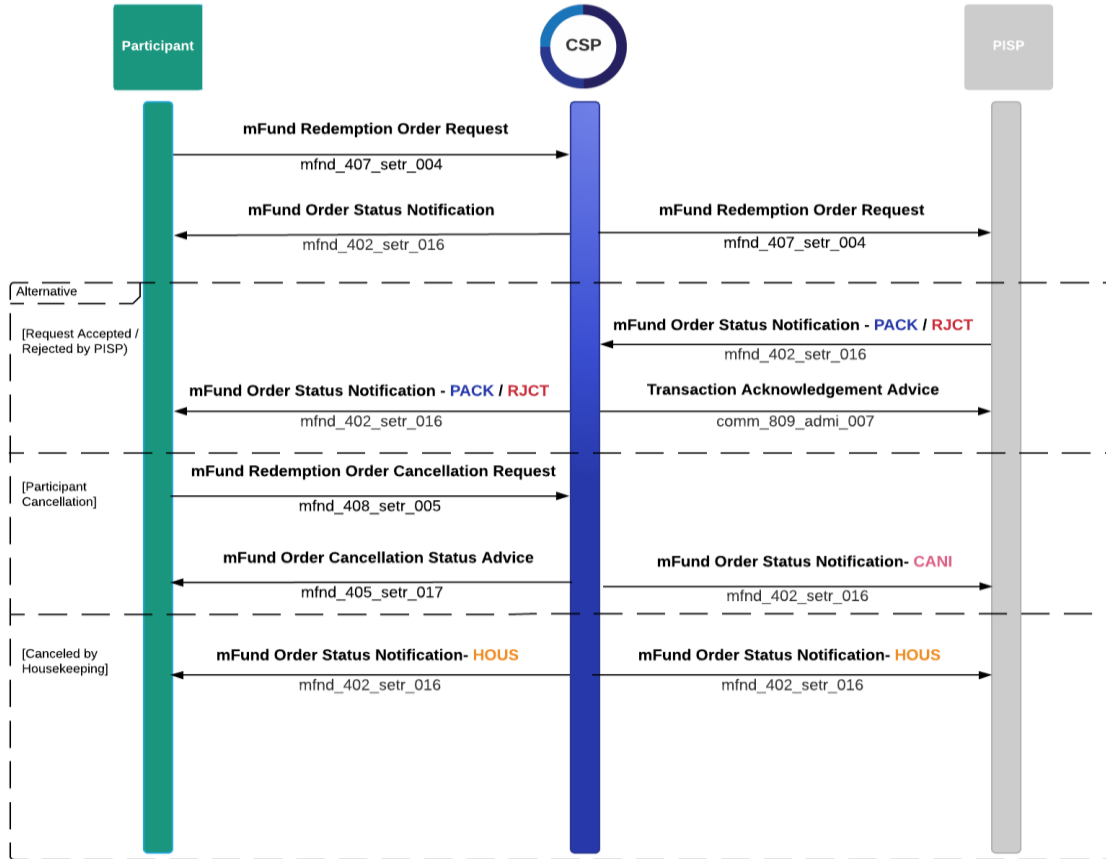 Participant
CSP
PISP
mFund Redemption Order Request
mfnd_407_setr_004
mFund Order Status Notification
mfnd_402_setr_016
mFund Redemption Order Request
mfnd_407_setr_004
Alternative
[Request Accepted /
Rejected by PISP)
mFund Order Status Notification - PACK / RJCT
mfnd_402_setr_016
mFund Order Status Notification - PACK / RJCT
mfnd_402_setr_016
Transaction Acknowledgement Advice
comm_809_admi_007
[Participant
Cancellation]
mFund Redemption Order Cancellation Request
mfnd_408_setr_005
mFund Order Cancellation Status Advice
mfnd_405_setr_017
mFund Order Status Notification- CANI
mfnd_402_setr_016
[Canceled by
Housekeeping]
mFund Order Status Notification- HOUS
mfnd_402_setr_016
mFund Order Status Notification- HOUS
mfnd_402_setr_016